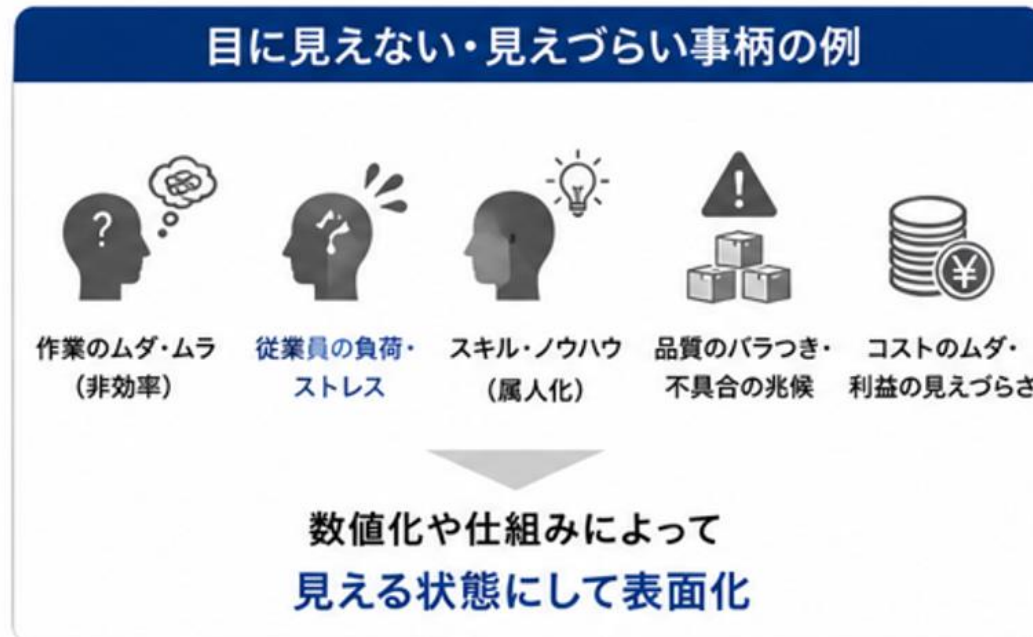 目に見えない・見えづらい事柄の例
?
!
¥
作業のムダ・ムラ
（非効率）
従業員の負荷・
ストレス
スキル・ノウハウ
（属人化）
品質のバラつき・
不具合の兆候
コストのムダ・
利益の見えづらさ
数値化や仕組みによって
見える状態にして表面化